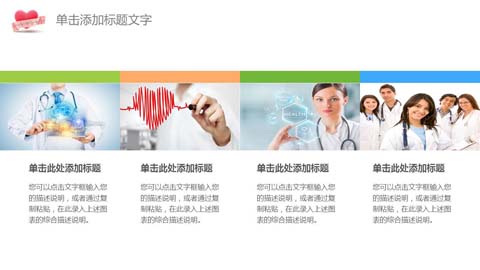 单击添加标题文字
HEALTH
单击此处添加标题
您可以点击文字框输入您
的描述说明，或者通过复
制粘贴，在此录入上述图
表的综合描述说明。
单击此处添加标题
您可以点击文字框输入您
的描述说明，或者通过复
制粘贴，在此录入上述图
表的综合描述说明。
单击此处添加标题
您可以点击文字框输入您
的描述说明，或者通过复
制粘贴，在此录入上述图
表的综合描述说明。
单击此处添加标题
您可以点击文字框输入您
的描述说明，或者通过复
制粘贴，在此录入上述图
表的综合描述说明。